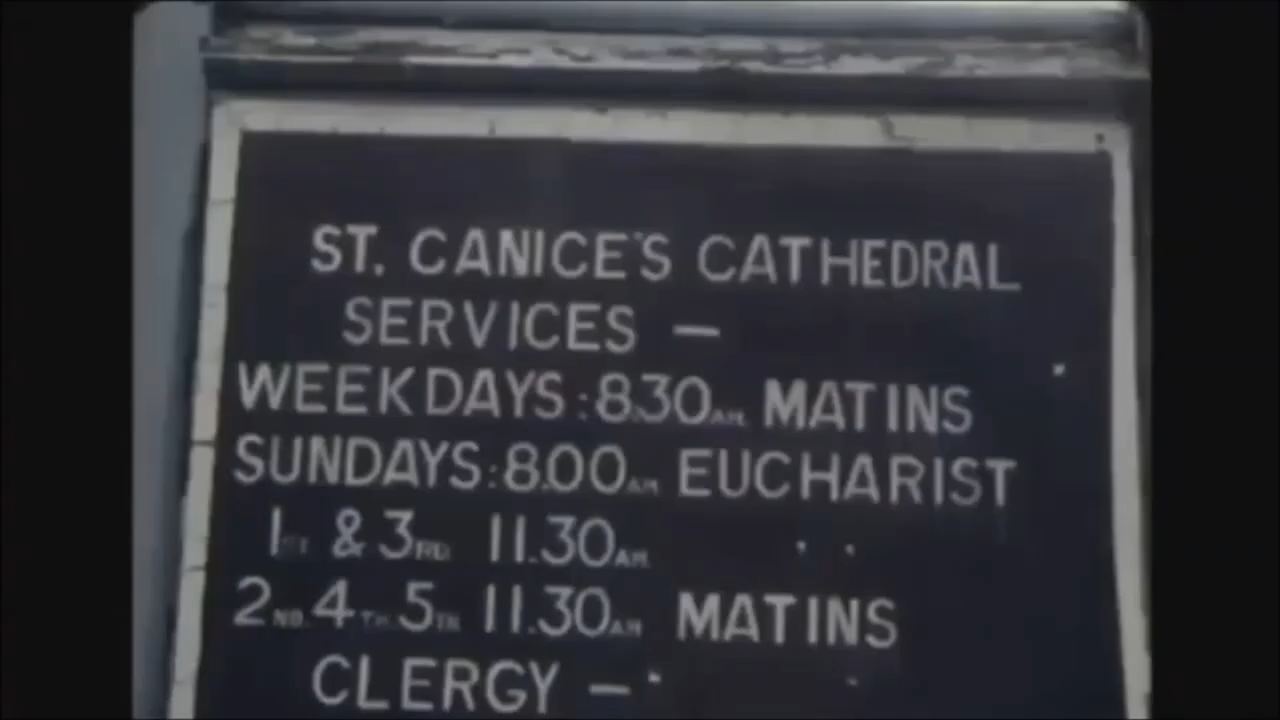 ST. CANICE'S CATHEDRAL
SERVICES —
WEEKDAYS : 8.30 AM. MATINS
SUNDAYS : 8.00 AM EUCHARIST
1ST & 3RD 11.30 AM " "
2ND. 4TH. 5TH 11.30 AM MATINS
CLERGY —